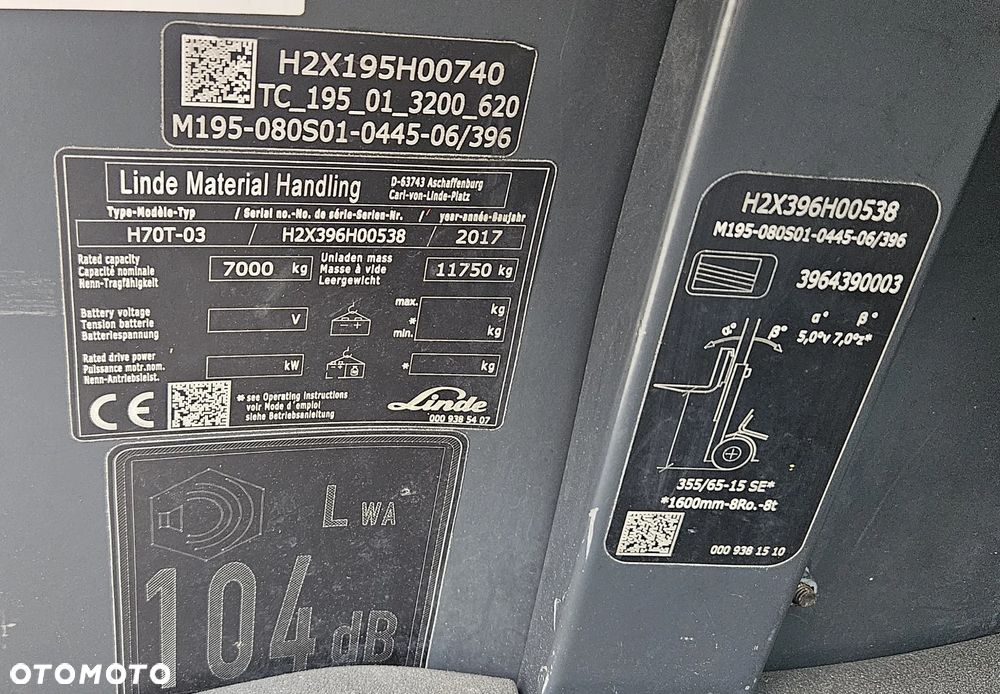 H2X195H00740
TC_195_01_3200_620
M195-080S01-0445-06/396
Linde Material Handling
D-63743 Aschaffenburg
Carl-von-Linde-Platz
Type-Modèle-Typ / Serial no.-No. de série-Serien-Nr. / year-année-Baujahr
H70T-03 / H2X396H00538 / 2017
Rated capacity
Capacité nominale
Nenn-Tragfähigkeit
7000 kg
Unladen mass
Masse à vide
Leergewicht
11750 kg
Battery voltage
Tension batterie
Batteriespannung
V
max. kg
*
min. kg
Rated drive power
Puissance motr.nom.
Nenn-Antriebsleist.
kW
* kg
CE
* see Operating Instructions
voir Mode d'emploi
siehe Betriebsanleitung
Linde
000 938 54 07
LWA
104 dB
H2X396H00538
M195-080S01-0445-06/396
3964390003
α° β°
5,0°v 7,0°z*
α° β°
355/65-15 SE*
*1600mm-8Ro.-8t
000 938 15 10
OTOMOTO